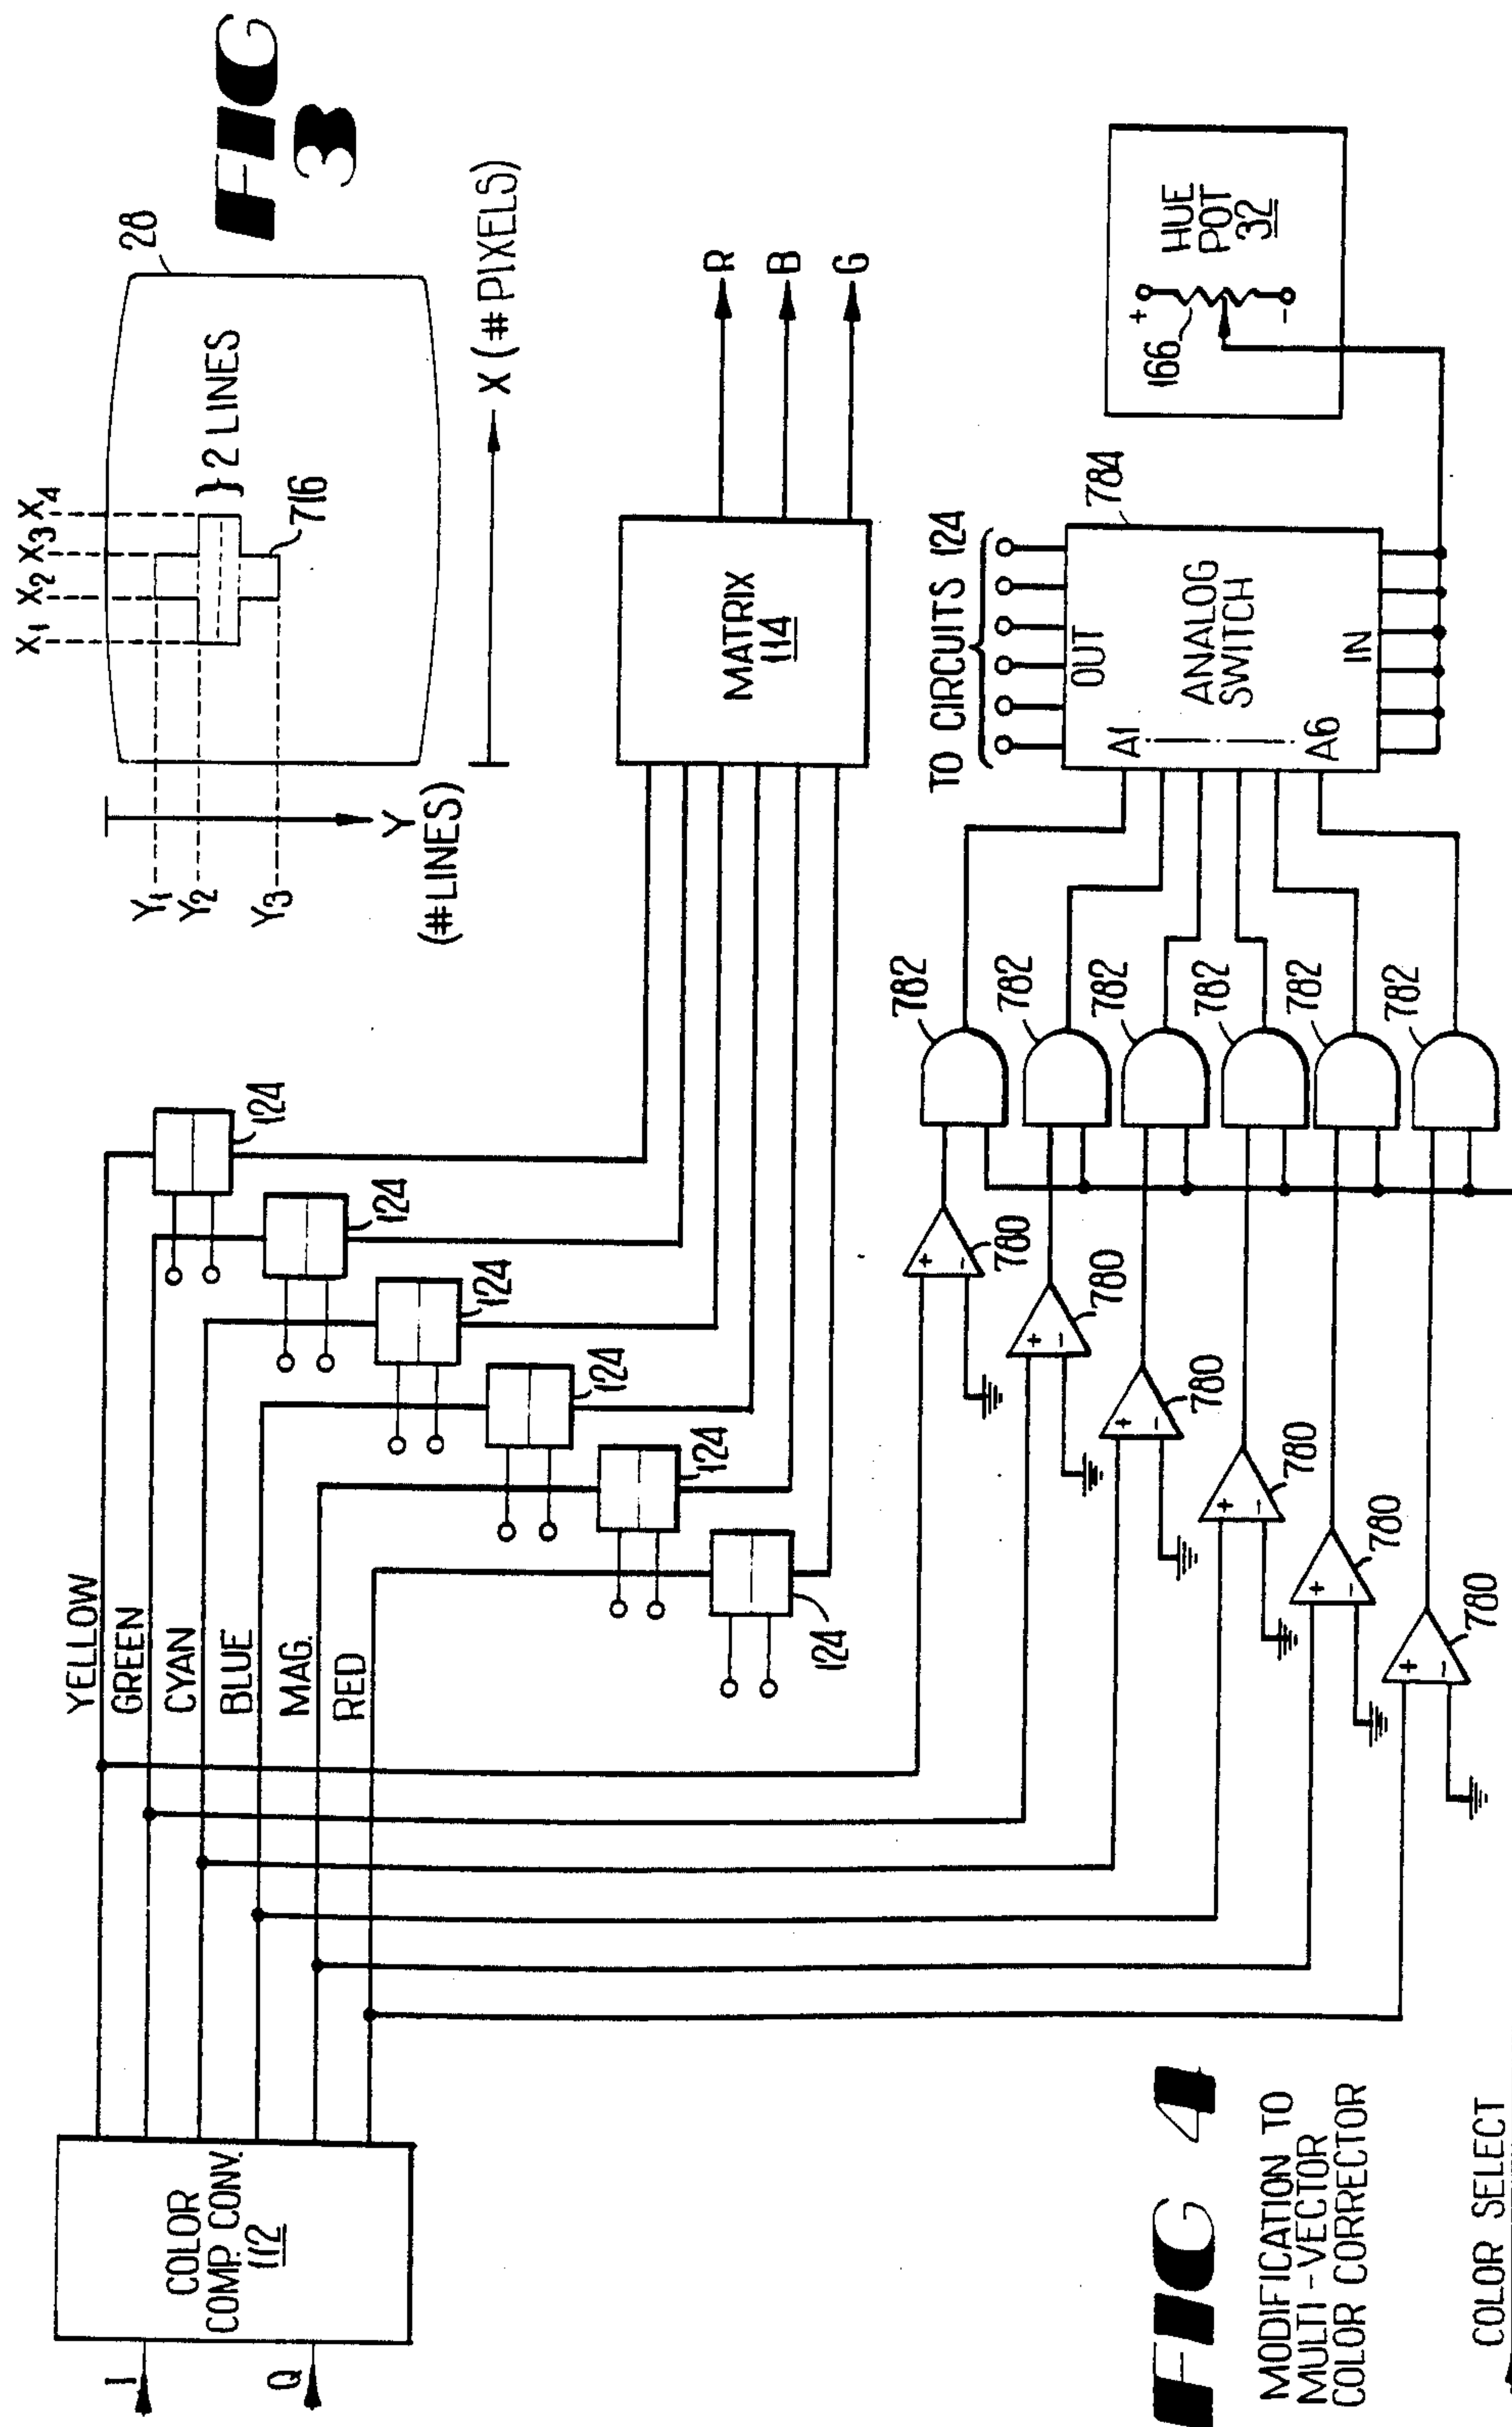 FIG
3
28
X1 X2 X3 X4
} 2 LINES
716
Y1
Y2
Y3
Y
(#LINES)
X (# PIXELS)
I
Q
COLOR
COMP. CONV.
112
YELLOW
GREEN
CYAN
BLUE
MAG.
RED
124
124
124
124
124
124
MATRIX
114
R
B
G
+
-
780
+
-
780
+
-
780
+
-
780
+
-
780
+
-
780
782
782
782
782
782
782
TO CIRCUITS 124
OUT
784
A1
ANALOG
SWITCH
A6
IN
HUE
POT
32
+
166
-
FIG 4
MODIFICATION TO
MULTI-VECTOR
COLOR CORRECTOR
COLOR SELECT